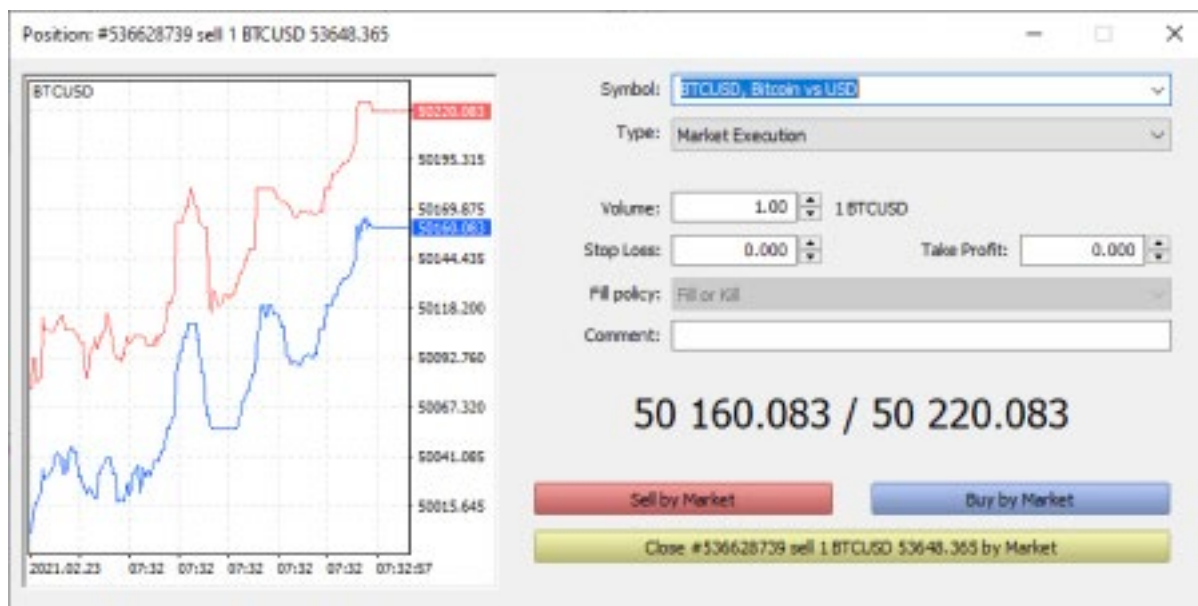 Position: #536628739 sell 1 BTCUSD 53648.365
BTCUSD
50220.083
50195.315
50169.875
50160.083
50144.435
50118.200
50092.760
50067.320
50041.085
50015.645
2021.02.23 07:32 07:32 07:32 07:32 07:32 07:32:57
Symbol: BTCUSD, Bitcoin vs USD
Type: Market Execution
Volume: 1.00 1 BTCUSD
Stop Loss: 0.000 Take Profit: 0.000
Fill policy: Fill or Kill
Comment:
50 160.083 / 50 220.083
Sell by Market Buy by Market
Close #536628739 sell 1 BTCUSD 53648.365 by Market